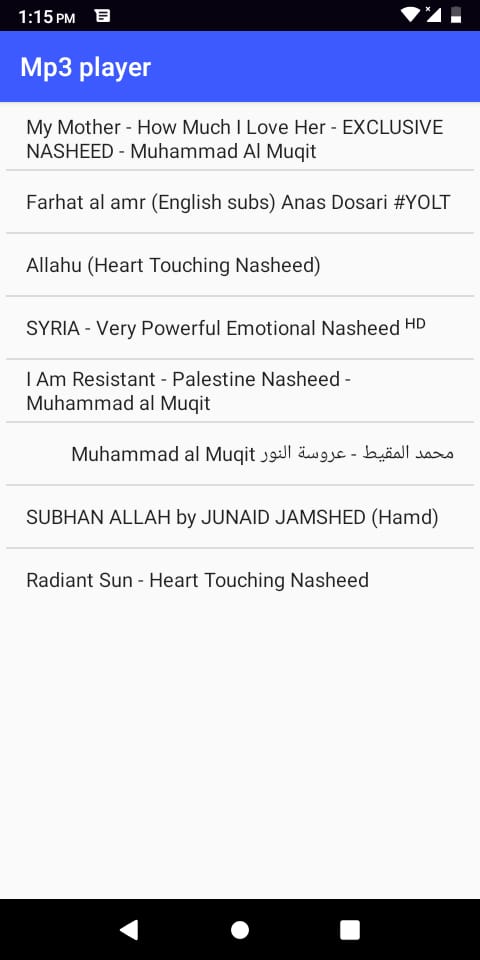 1:15 PM
Mp3 player
My Mother - How Much I Love Her - EXCLUSIVE
NASHEED - Muhammad Al Muqit
Farhat al amr (English subs) Anas Dosari #YOLT
Allahu (Heart Touching Nasheed)
SYRIA - Very Powerful Emotional Nasheed ᴴᴰ
I Am Resistant - Palestine Nasheed -
Muhammad al Muqit
محمد المقيط - عروسة النور Muhammad al Muqit
SUBHAN ALLAH by JUNAID JAMSHED (Hamd)
Radiant Sun - Heart Touching Nasheed